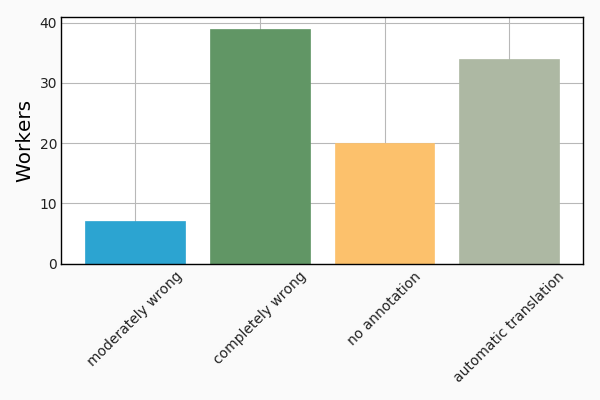 Workers
40
30
20
10
0
moderately wrong
completely wrong
no annotation
automatic translation